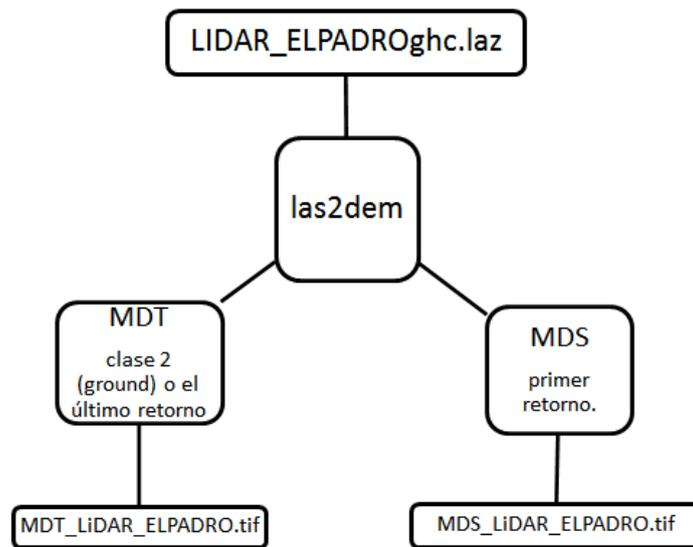 LIDAR_ELPADROghc.laz
las2dem
MDT
clase 2
(ground) o el
último retorno
MDS
primer
retorno.
MDT_LiDAR_ELPADRO.tif
MDS_LiDAR_ELPADRO.tif